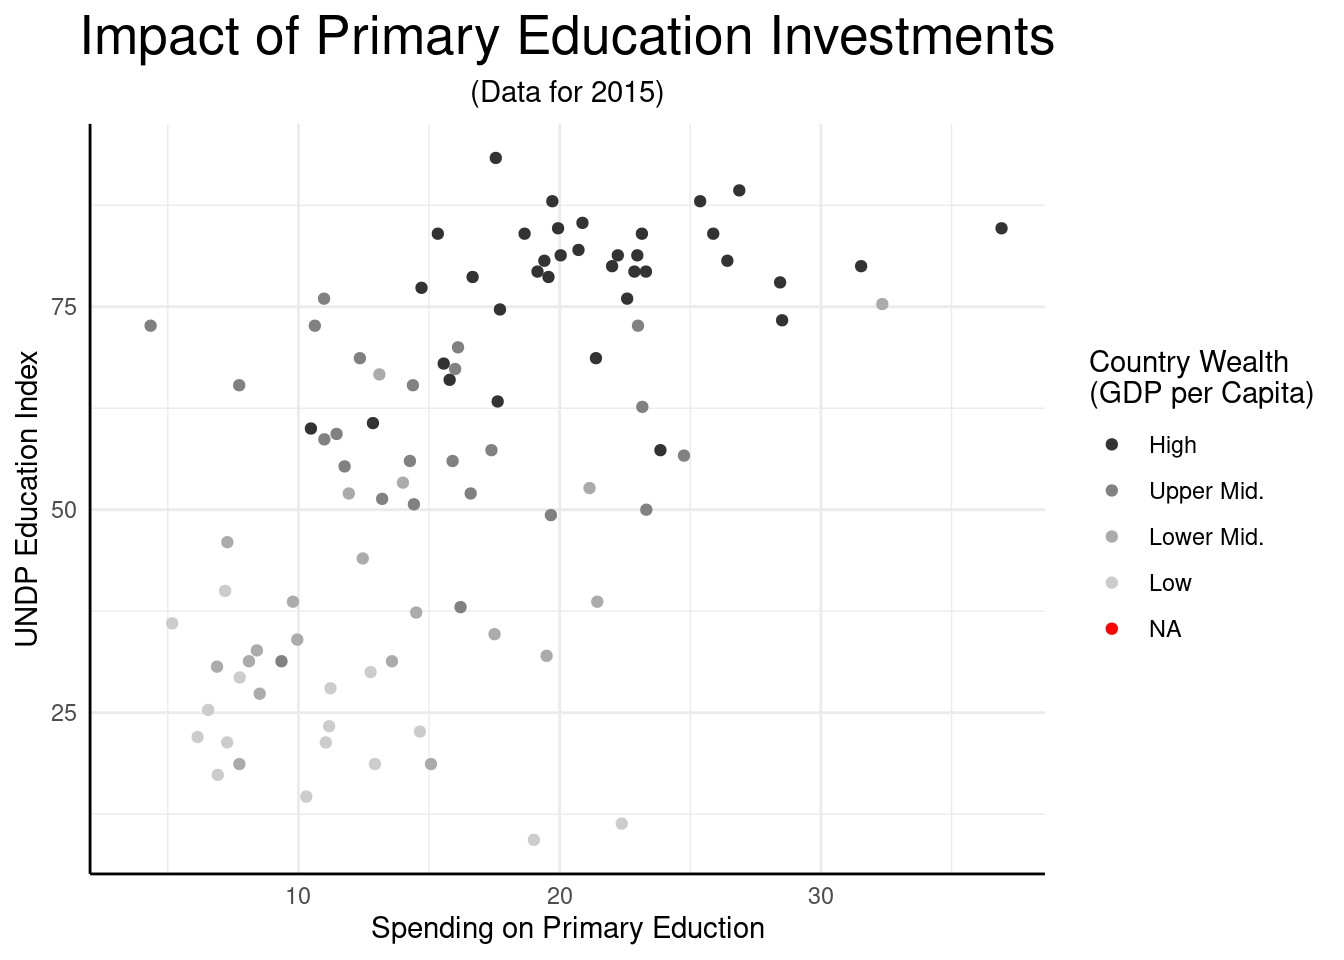 Impact of Primary Education Investments
(Data for 2015)
75
50
25
UNDP Education Index
10 20 30
Spending on Primary Eduction
Country Wealth
(GDP per Capita)
High
Upper Mid.
Lower Mid.
Low
NA